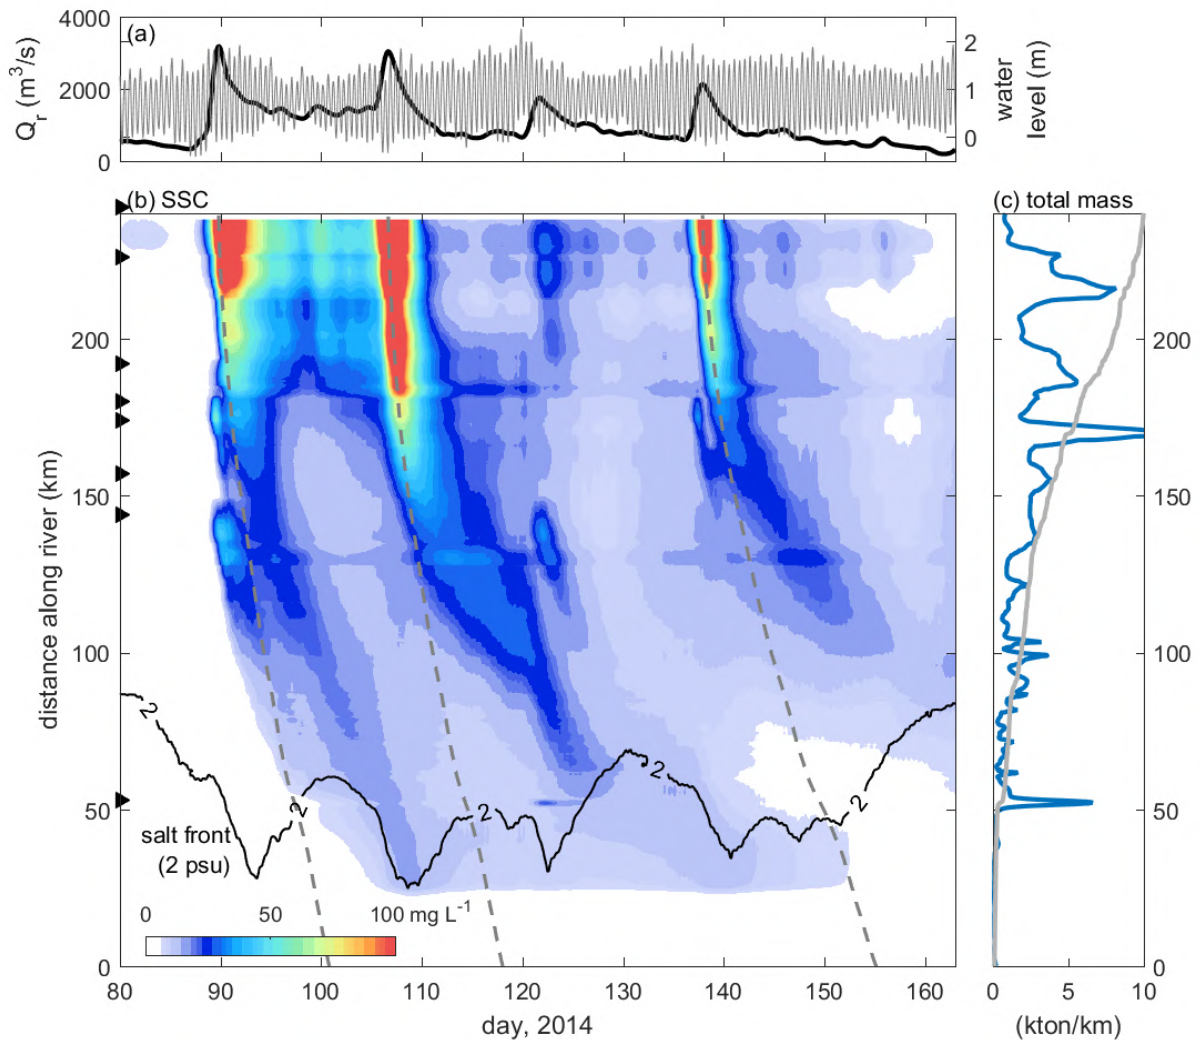 (a)
4000
2000
0
Qr (m³/s)
2
1
0
water
level (m)
(b) SSC
(c) total mass
200
150
100
50
0
distance along river (km)
2
2
2
2
2
salt front
(2 psu)
0 50 100 mg L⁻¹
80 90 100 110 120 130 140 150 160
day, 2014
200
150
100
50
0
0 5 10
(kton/km)